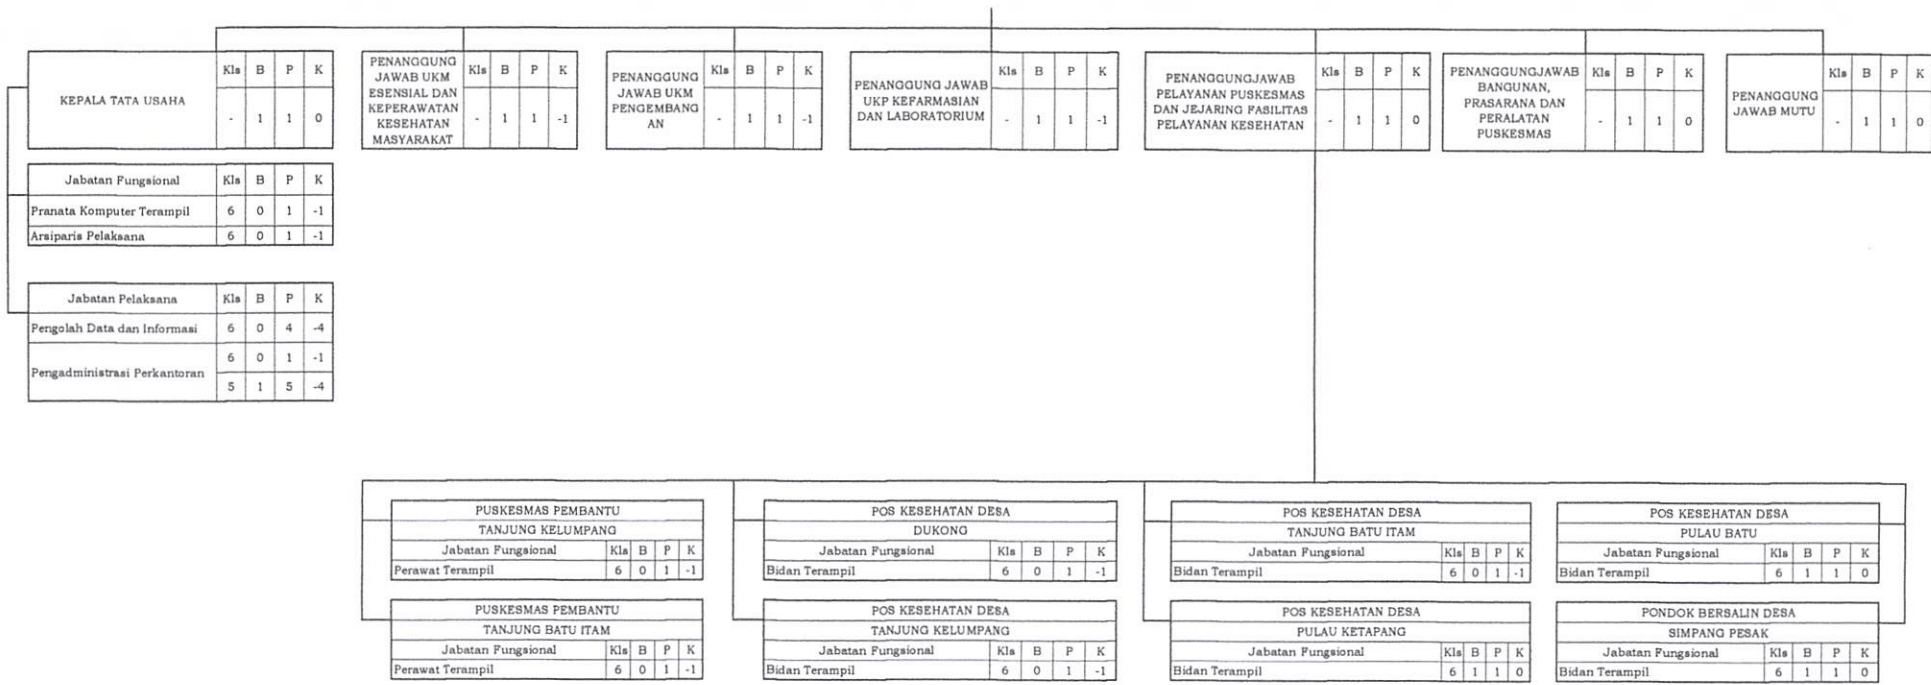 KEPALA TATA USAHA
Kls B P K
- 1 1 0
PENANGGUNG
JAWAB UKM
ESENSIAL DAN
KEPERAWATAN
KESEHATAN
MASYARAKAT
Kls B P K
- 1 1 -1
PENANGGUNG
JAWAB UKM
PENGEMBANG
AN
Kls B P K
- 1 1 -1
PENANGGUNG JAWAB
UKP KEFARMASIAN
DAN LABORATORIUM
Kls B P K
- 1 1 -1
PENANGGUNGJAWAB
PELAYANAN PUSKESMAS
DAN JEJARING FASILITAS
PELAYANAN KESEHATAN
Kls B P K
- 1 1 0
PENANGGUNGJAWAB
BANGUNAN,
PRASARANA DAN
PERALATAN
PUSKESMAS
Kls B P K
- 1 1 0
PENANGGUNG
JAWAB MUTU
Kls B P K
- 1 1 0
Jabatan Fungsional Kls B P K
Pranata Komputer Terampil 6 0 1 -1
Arsiparis Pelaksana 6 0 1 -1
Jabatan Pelaksana Kls B P K
Pengolah Data dan Informasi 6 0 4 -4
Pengadministrasi Perkantoran 6 0 1 -1
5 1 5 -4
PUSKESMAS PEMBANTU
TANJUNG KELUMPANG
Jabatan Fungsional Kls B P K
Perawat Terampil 6 0 1 -1
POS KESEHATAN DESA
DUKONG
Jabatan Fungsional Kls B P K
Bidan Terampil 6 0 1 -1
POS KESEHATAN DESA
TANJUNG BATU ITAM
Jabatan Fungsional Kls B P K
Bidan Terampil 6 0 1 -1
POS KESEHATAN DESA
PULAU BATU
Jabatan Fungsional Kls B P K
Bidan Terampil 6 1 1 0
PUSKESMAS PEMBANTU
TANJUNG BATU ITAM
Jabatan Fungsional Kls B P K
Perawat Terampil 6 0 1 -1
POS KESEHATAN DESA
TANJUNG KELUMPANG
Jabatan Fungsional Kls B P K
Bidan Terampil 6 0 1 -1
POS KESEHATAN DESA
PULAU KETAPANG
Jabatan Fungsional Kls B P K
Bidan Terampil 6 1 1 0
PONDOK BERSALIN DESA
SIMPANG PESAK
Jabatan Fungsional Kls B P K
Bidan Terampil 6 1 1 0